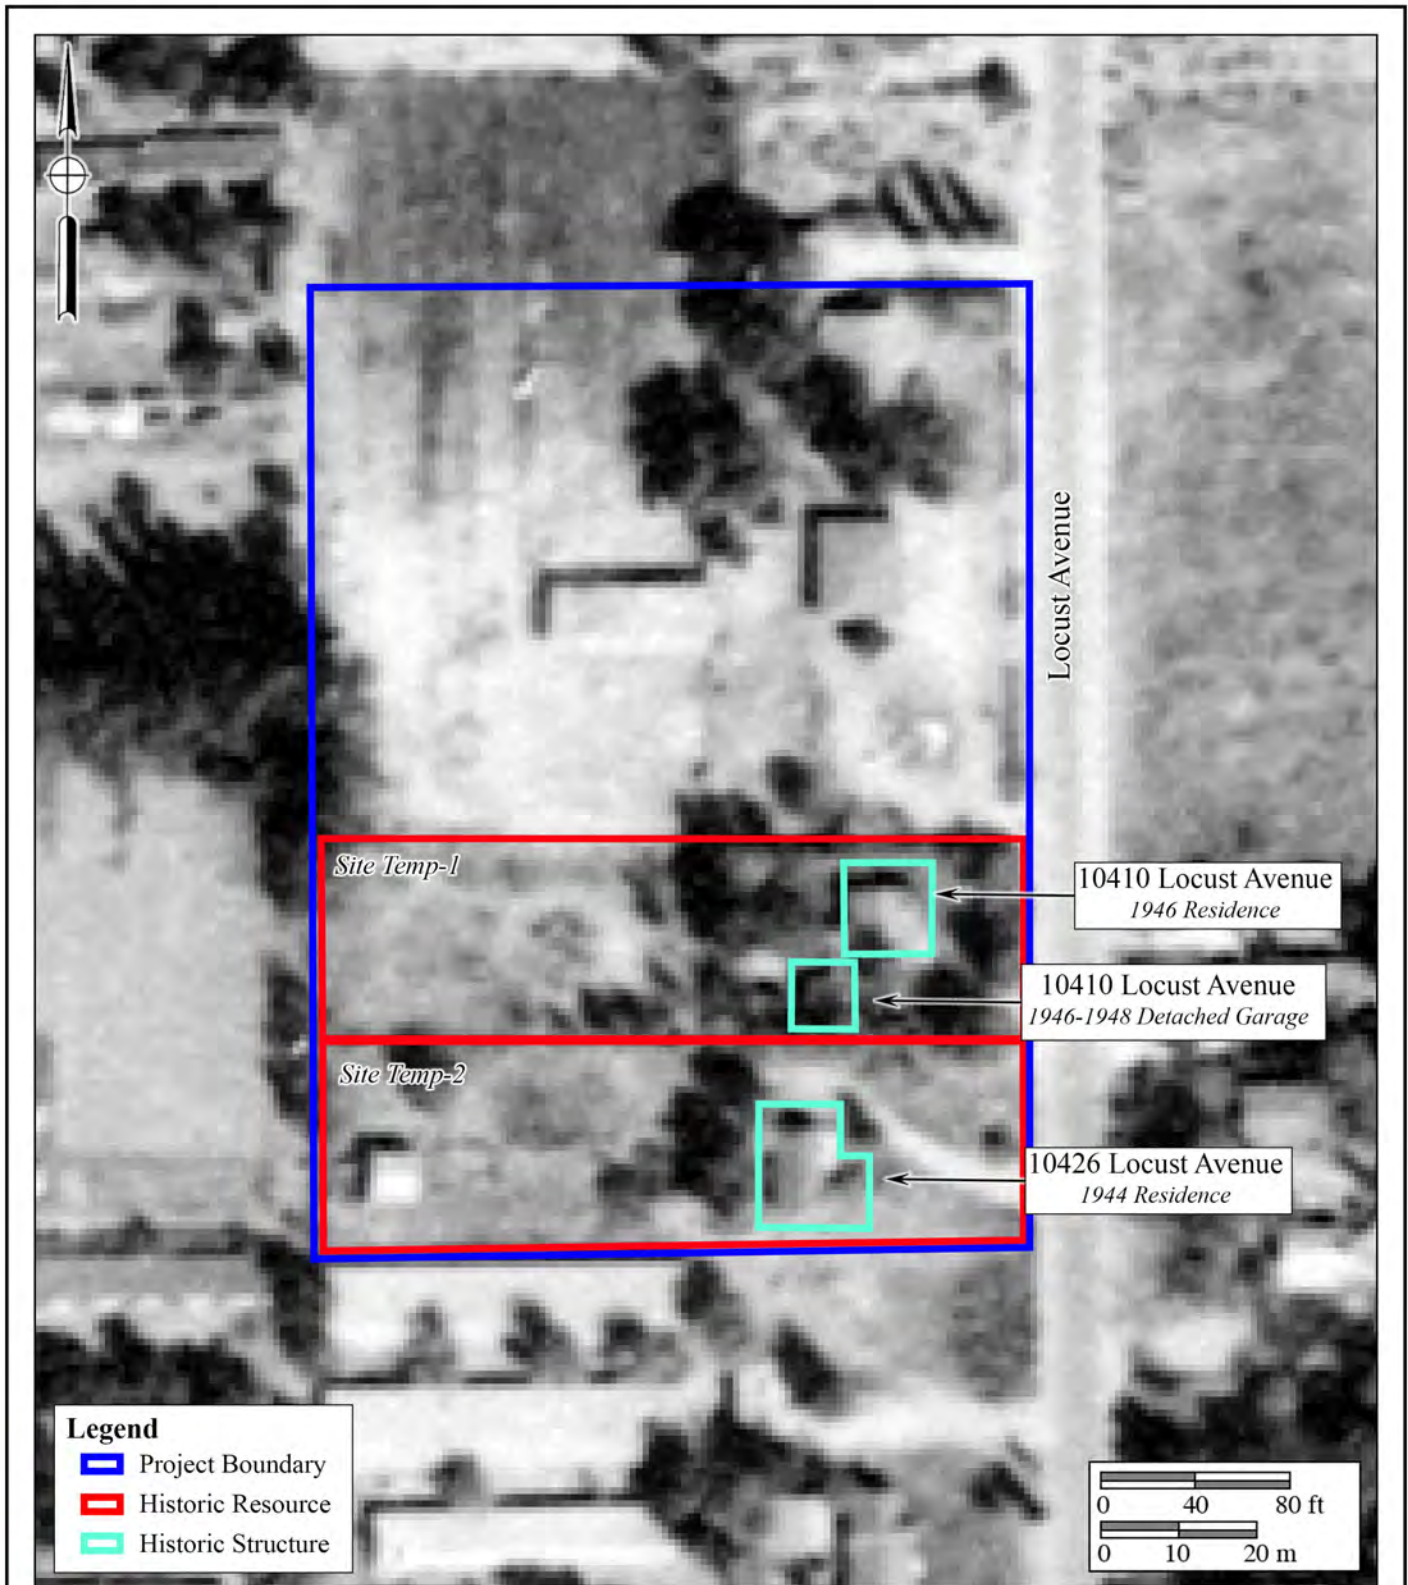 Locust Avenue
Site Temp-1
10410 Locust Avenue
1946 Residence
10410 Locust Avenue
1946-1948 Detached Garage
Site Temp-2
10426 Locust Avenue
1944 Residence
Legend
Project Boundary
Historic Resource
Historic Structure
0 40 80 ft
0 10 20 m